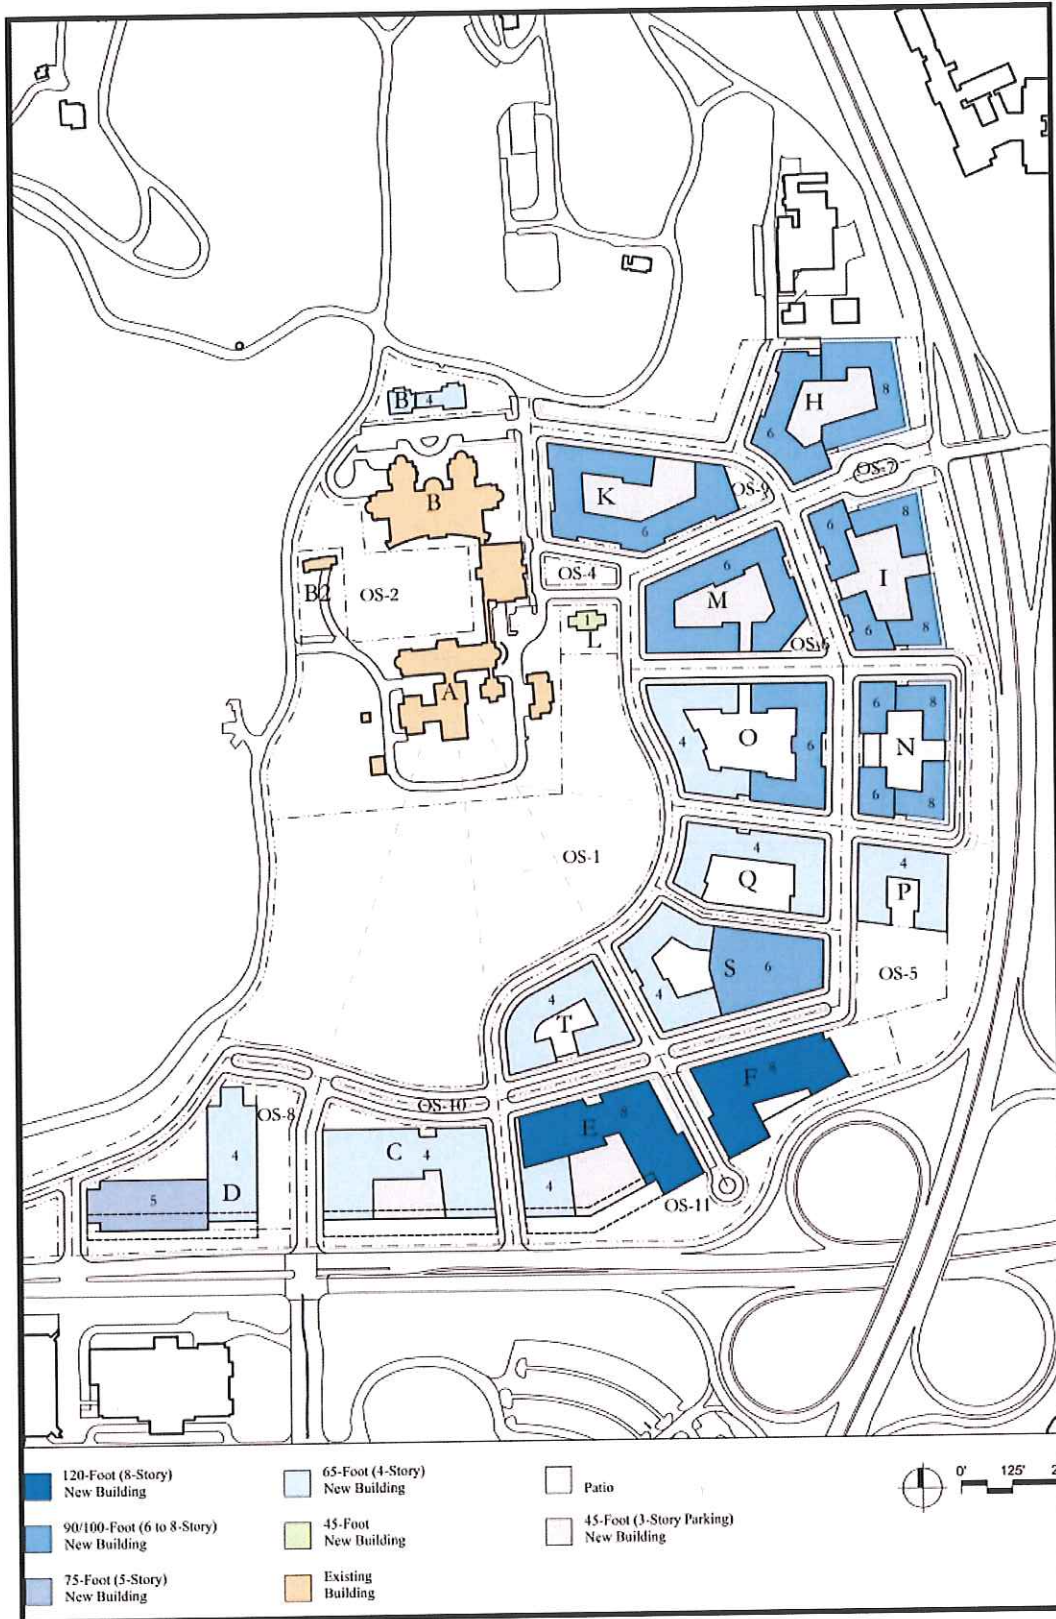 H
8
6
B
4
OS-7
K
OS-9
6
8
B
6
6
I
OS-4
B2
OS-2
M
1
L
6
8
OS-6
A
6
8
4
O
6
N
6
8
OS-1
4
4
Q
P
S
6
OS-5
4
4
T
F
8
OS-8
OS-10
8
E
C
4
4
D
5
4
OS-11
120-Foot (8-Story)
New Building
90/100-Foot (6 to 8-Story)
New Building
75-Foot (5-Story)
New Building
65-Foot (4-Story)
New Building
45-Foot
New Building
Existing
Building
Patio
45-Foot (3-Story Parking)
New Building
0'
125'